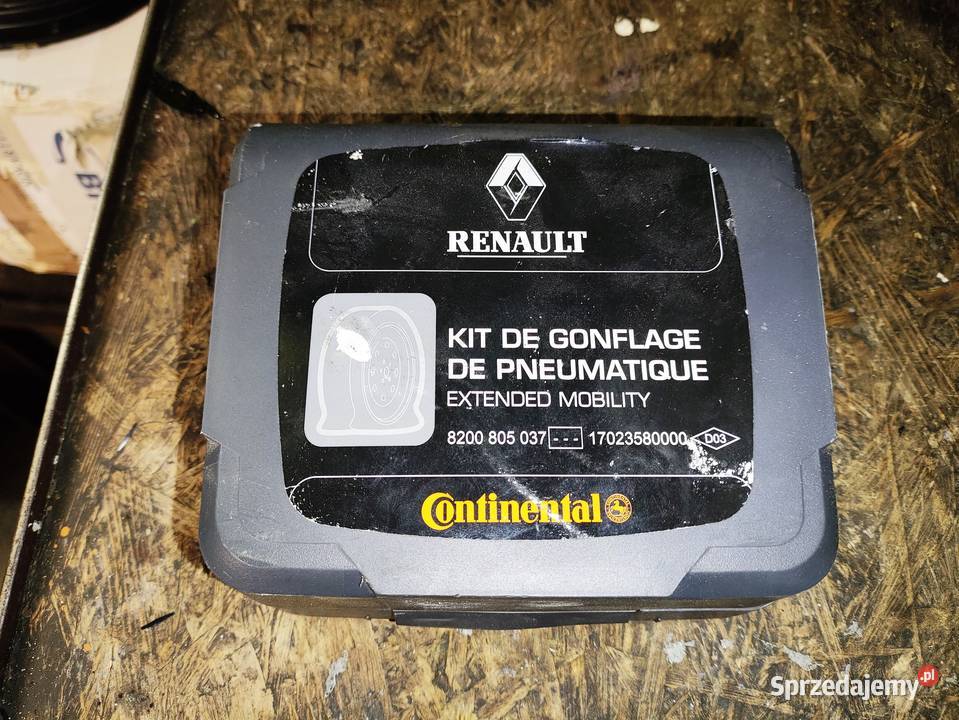 RENAULT
KIT DE GONFLAGE
DE PNEUMATIQUE
EXTENDED MOBILITY
8200 805 037 --- 17023580000 D03
Continental
Sprzedajemy.pl